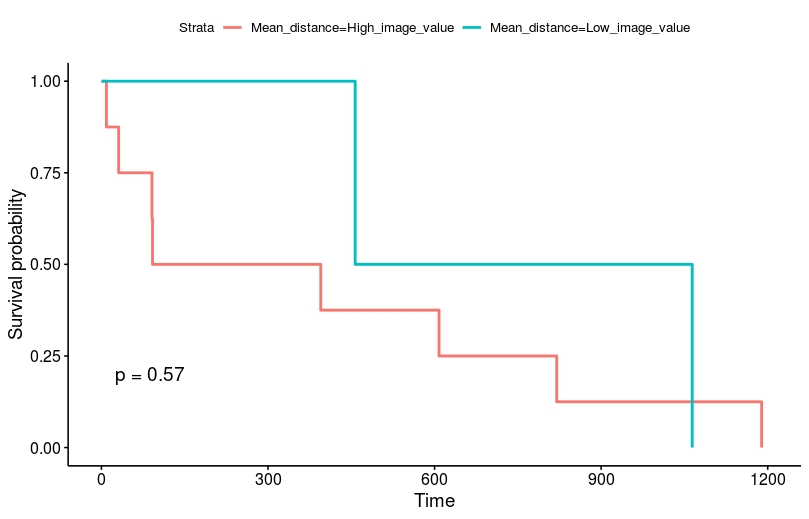 Strata Mean_distance=High_image_value Mean_distance=Low_image_value
1.00
0.75
0.50
0.25
0.00
Survival probability
p = 0.57
0 300 600 900 1200
Time